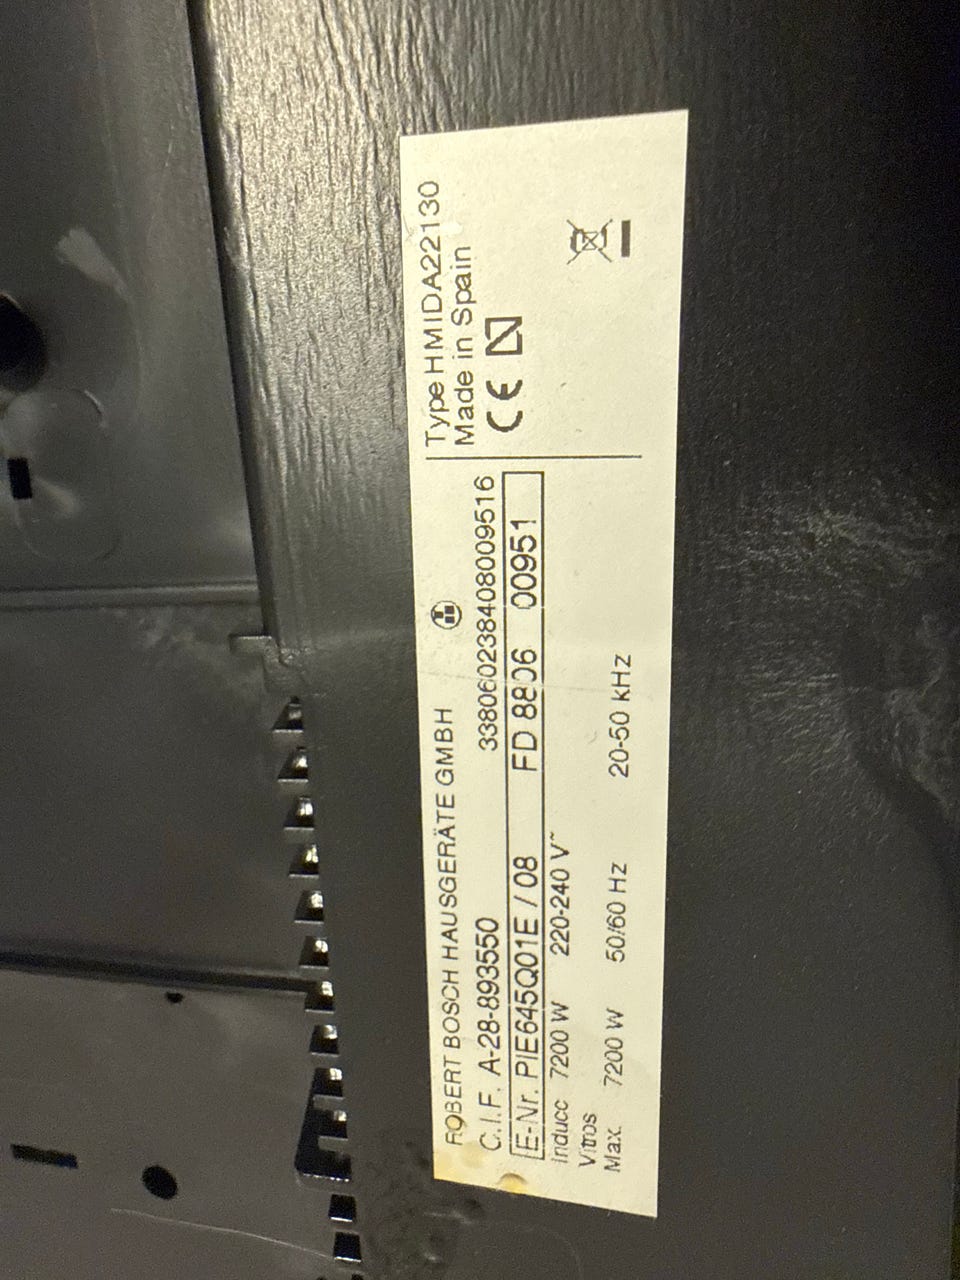 ROBERT BOSCH HAUSGERÄTE GMBH
C.I.F. A-28-893550 338060238408009516
E-Nr. PIE645Q01E / 08 FD 8806 00951
Inducc 7200 W 220-240 V~
Vitros
Max. 7200 W 50/60 Hz 20-50 kHz
Type HMIDA22130
Made in Spain
CE